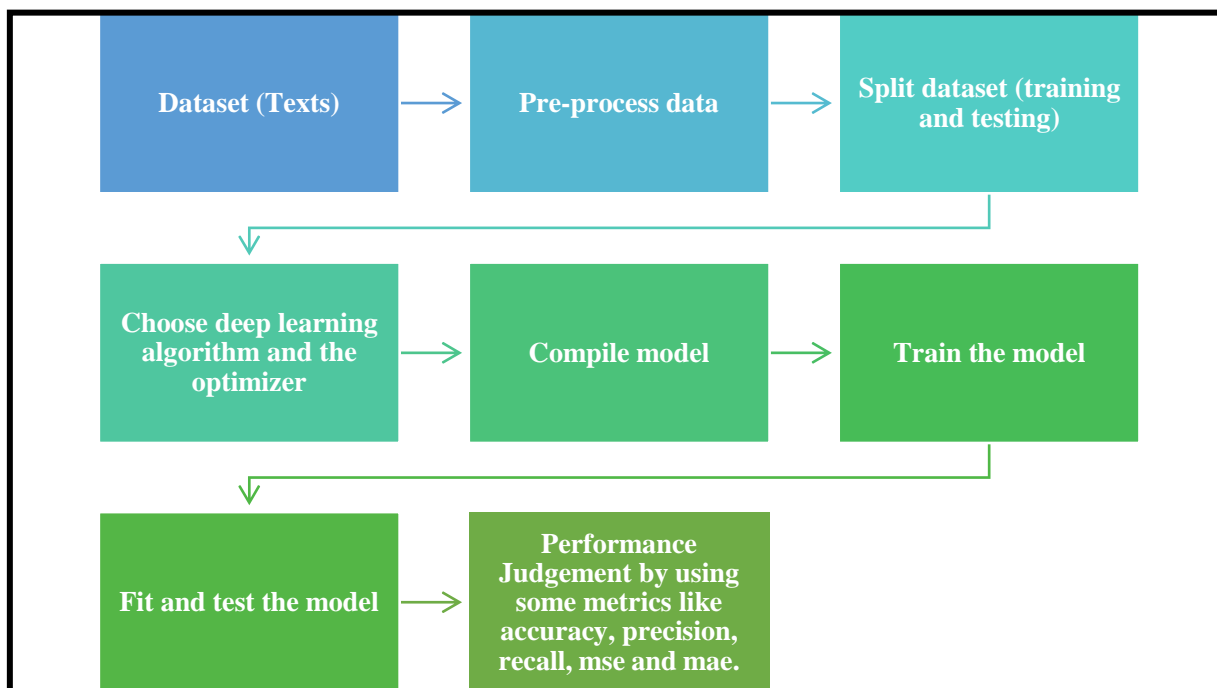 Dataset (Texts)
Pre-process data
Split dataset (training
and testing)
Choose deep learning
algorithm and the
optimizer
Compile model
Train the model
Fit and test the model
Performance
Judgement by using
some metrics like
accuracy, precision,
recall, mse and mae.